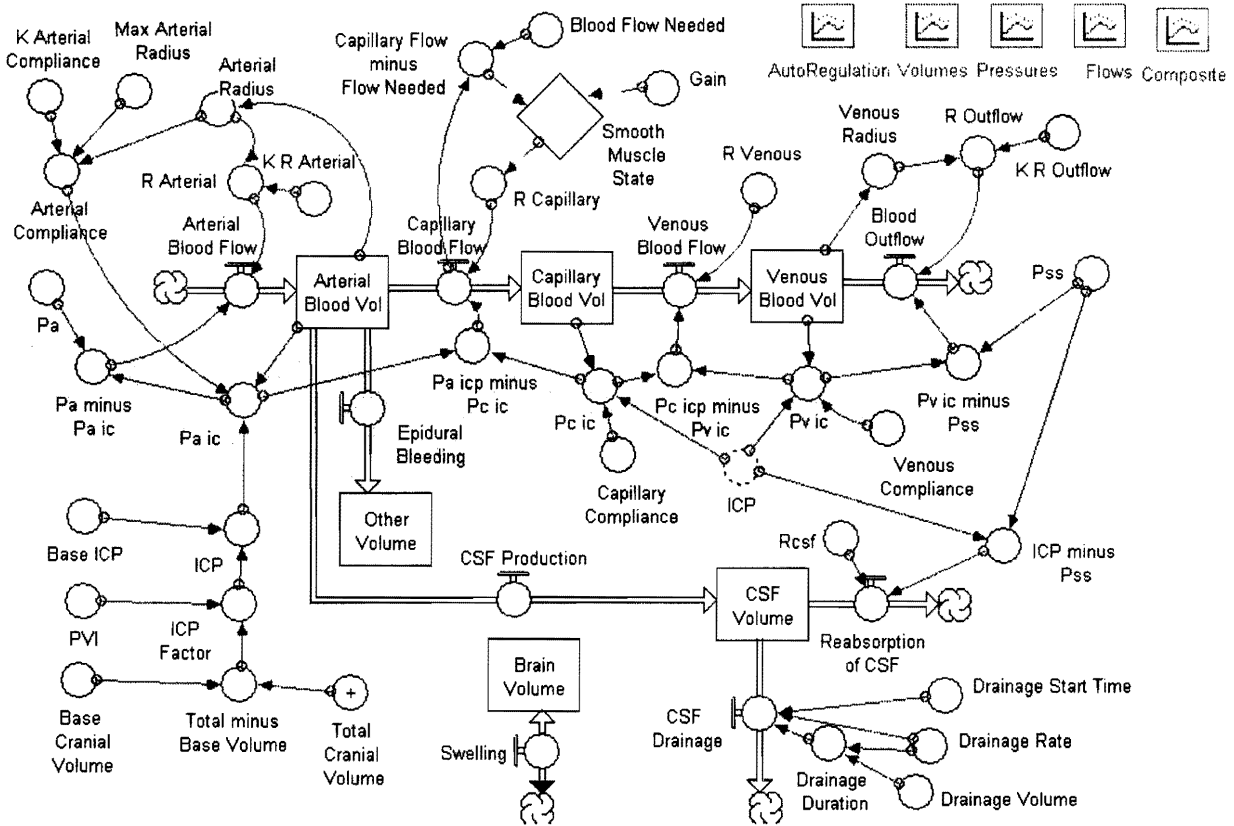 K Arterial
Compliance
Max Arterial
Radius
Arterial
Radius
Capillary Flow
minus
Flow Needed
Blood Flow Needed
Gain
AutoRegulation
Volumes
Pressures
Flows
Composite
Smooth
Muscle
State
Venous
Radius
R Outflow
K R Outflow
R Arterial
K R Arterial
R Capillary
R Venous
Arterial
Compliance
Arterial
Blood Flow
Capillary
Blood Flow
Venous
Blood Flow
Blood
Outflow
Arterial
Blood Vol
Capillary
Blood Vol
Venous
Blood Vol
Pss
Pa
Pa minus
Pa ic
Pa ic
Pa icp minus
Pc ic
Pc ic
Pc icp minus
Pv ic
Pv ic
Pv ic minus
Pss
Epidural
Bleeding
Capillary
Compliance
ICP
Venous
Compliance
Other
Volume
Base ICP
ICP
CSF Production
Rcsf
ICP minus
Pss
PVI
ICP
Factor
CSF
Volume
Reabsorption
of CSF
Brain
Volume
Base
Cranial
Volume
Total minus
Base Volume
+
Total
Cranial
Volume
Swelling
CSF
Drainage
Drainage Start Time
Drainage Rate
Drainage
Duration
Drainage Volume